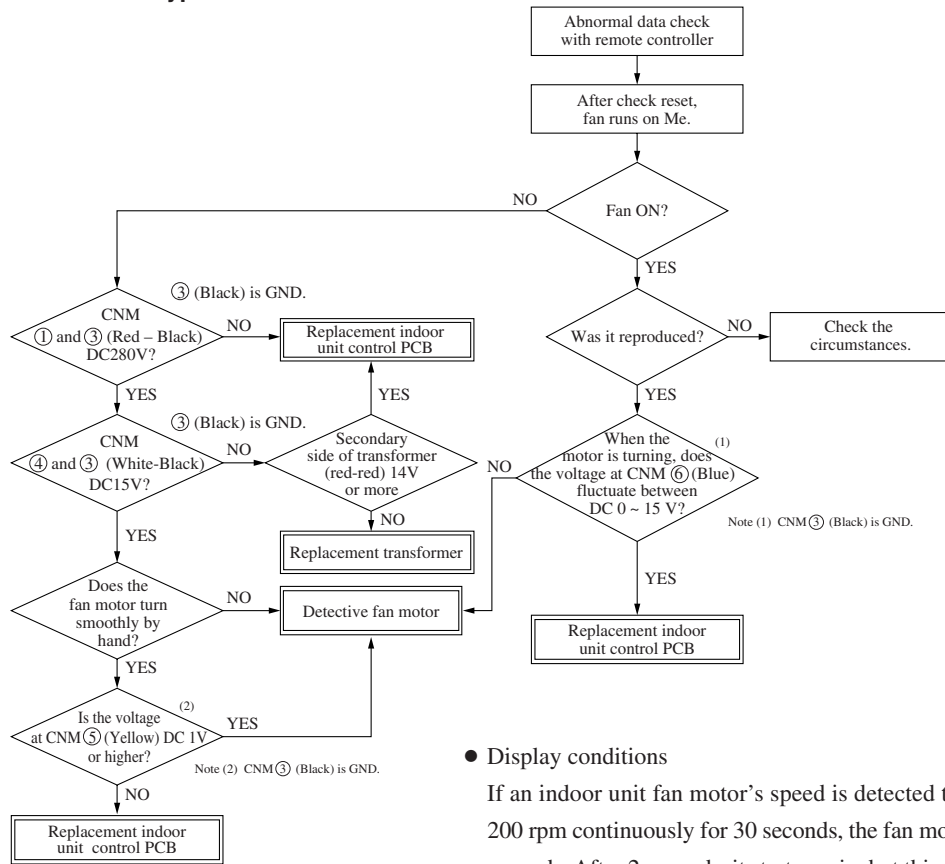 Abnormal data check
with remote controller
After check reset,
fan runs on Me.
Fan ON?
NO
YES
③ (Black) is GND.
CNM
① and ③ (Red – Black)
DC280V?
NO
YES
Replacement indoor
unit control PCB
Was it reproduced?
NO
YES
Check the
circumstances.
YES
③ (Black) is GND.
CNM
④ and ③ (White-Black)
DC15V?
NO
YES
Secondary
side of transformer
(red-red) 14V
or more
NO
Replacement transformer
When the
motor is turning, does
the voltage at CNM ⑥ (Blue)
fluctuate between
DC 0 ~ 15 V?
(1)
NO
YES
Note (1) CNM③ (Black) is GND.
Does the
fan motor turn
smoothly by
hand?
NO
YES
Detective fan motor
Replacement indoor
unit control PCB
Is the voltage
at CNM⑤ (Yellow) DC 1V
or higher?
(2)
YES
NO
Note (2) CNM③ (Black) is GND.
Replacement indoor
unit control PCB
● Display conditions
If an indoor unit fan motor's speed is detected
200 rpm continuously for 30 seconds, the fan